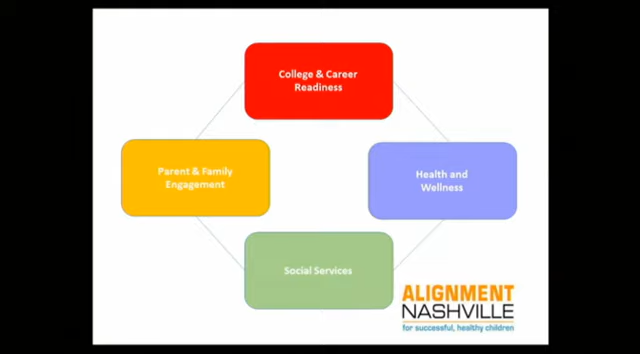 College & Career
Readiness
Parent & Family
Engagement
Health and
Wellness
Social Services
ALIGNMENT
NASHVILLE
for successful, healthy children